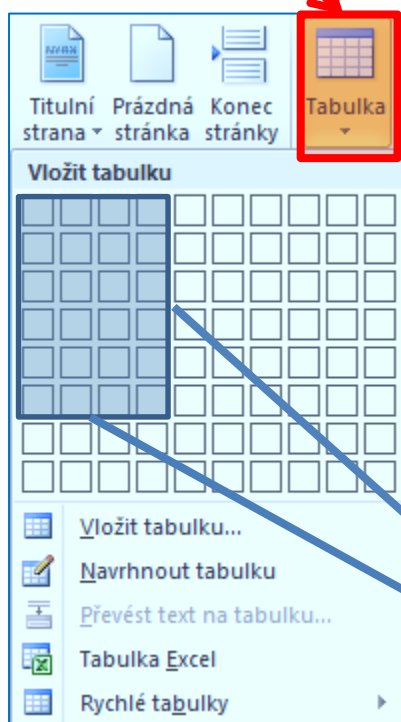 Titulní Prázdná Konec Tabulka
strana stránka stránky
Vložit tabulku
Vložit tabulku...
Navrhnout tabulku
Převést text na tabulku...
Tabulka Excel
Rychlé tabulky